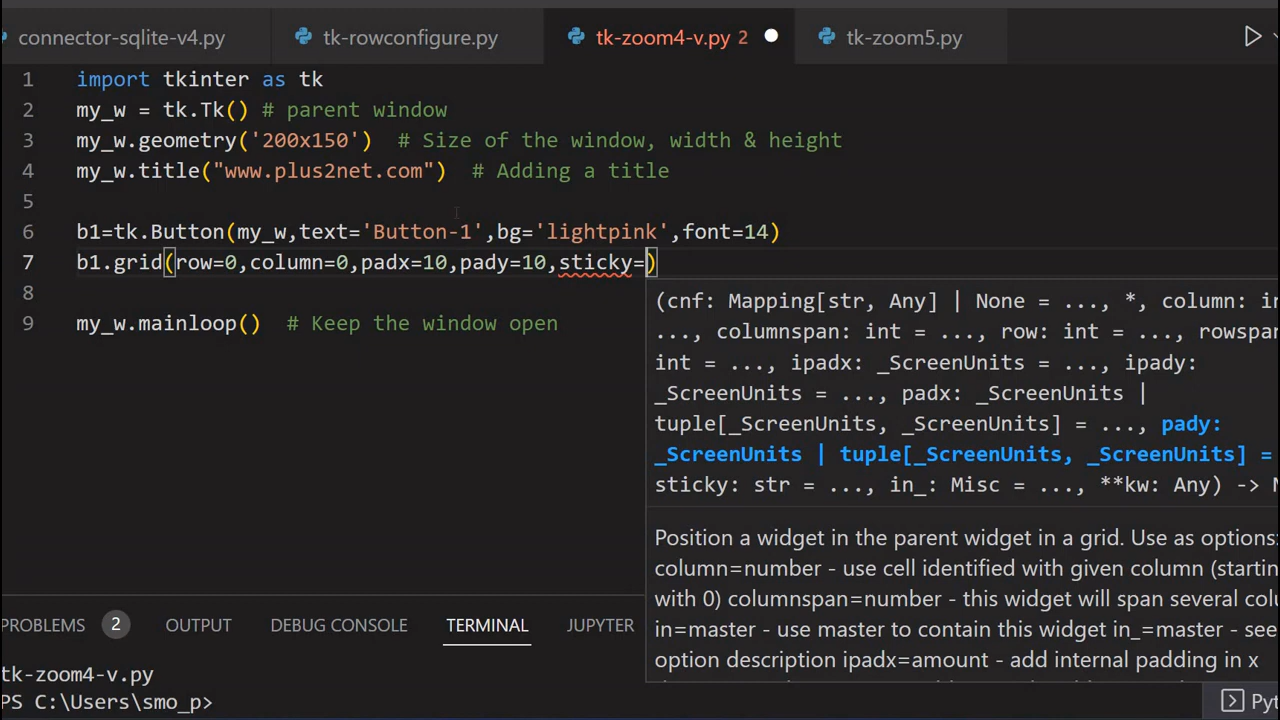 connector-sqlite-v4.py tk-rowconfigure.py tk-zoom4-v.py 2 tk-zoom5.py
1 import tkinter as tk
2 my_w = tk.Tk() # parent window
3 my_w.geometry('200x150')  # Size of the window, width & height
4 my_w.title("www.plus2net.com")  # Adding a title
5
6 b1=tk.Button(my_w,text='Button-1',bg='lightpink',font=14)
7 b1.grid(row=0,column=0,padx=10,pady=10,sticky=)
8
9 my_w.mainloop()  # Keep the window open
(cnf: Mapping[str, Any] | None = ..., *, column: in
..., columnspan: int = ..., row: int = ..., rowspan
int = ..., ipadx: _ScreenUnits = ..., ipady:
_ScreenUnits = ..., padx: _ScreenUnits |
tuple[_ScreenUnits, _ScreenUnits] = ..., pady:
_ScreenUnits | tuple[_ScreenUnits, _ScreenUnits] =
sticky: str = ..., in_: Misc = ..., **kw: Any) -> N
Position a widget in the parent widget in a grid. Use as options:
column=number - use cell identified with given column (startin
with 0) columnspan=number - this widget will span several colu
in=master - use master to contain this widget in_=master - see
option description ipadx=amount - add internal padding in x
PROBLEMS 2 OUTPUT DEBUG CONSOLE TERMINAL JUPYTER
tk-zoom4-v.py
PS C:\Users\smo_p>
Pyt